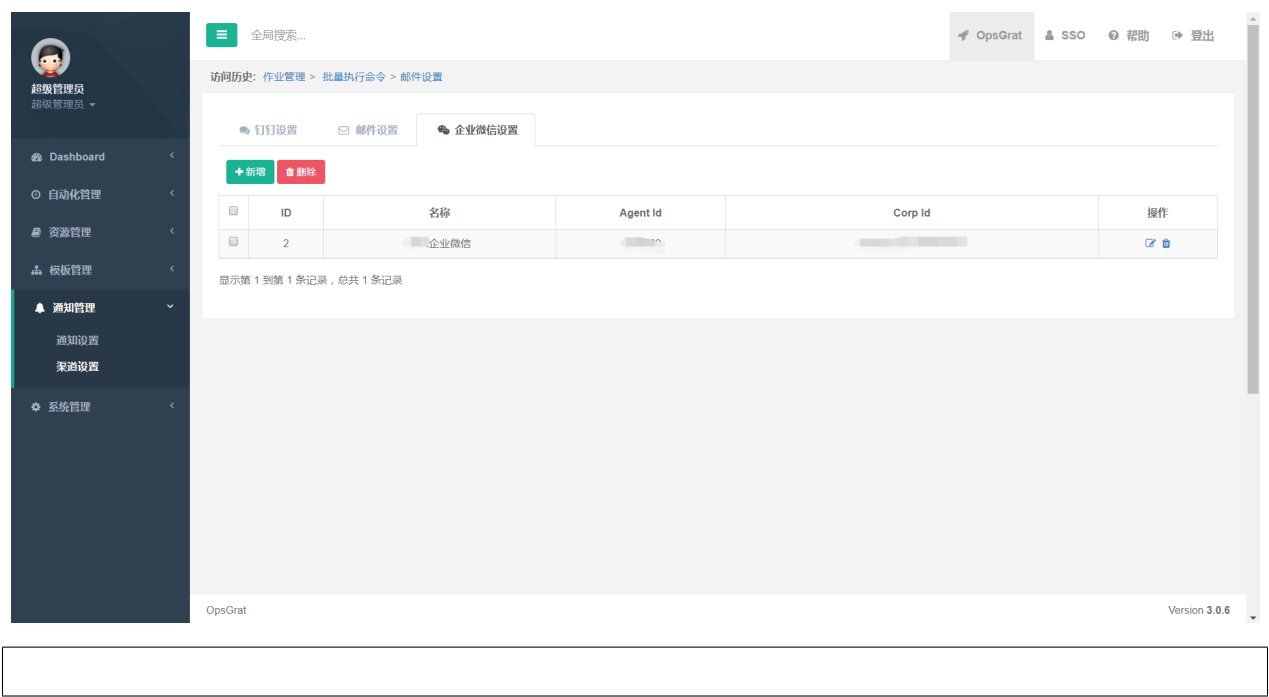 全局搜索...
OpsGrat
SSO
帮助
登出
超级管理员
超级管理员
访问历史: 作业管理 > 批量执行命令 > 邮件设置
钉钉设置
邮件设置
企业微信设置
新增
删除
Dashboard
自动化管理
资源管理
模板管理
通知管理
通知设置
渠道设置
系统管理
ID 名称 Agent Id Corp Id 操作
2 企业微信
显示第 1 到第 1 条记录，总共 1 条记录
OpsGrat
Version 3.0.6